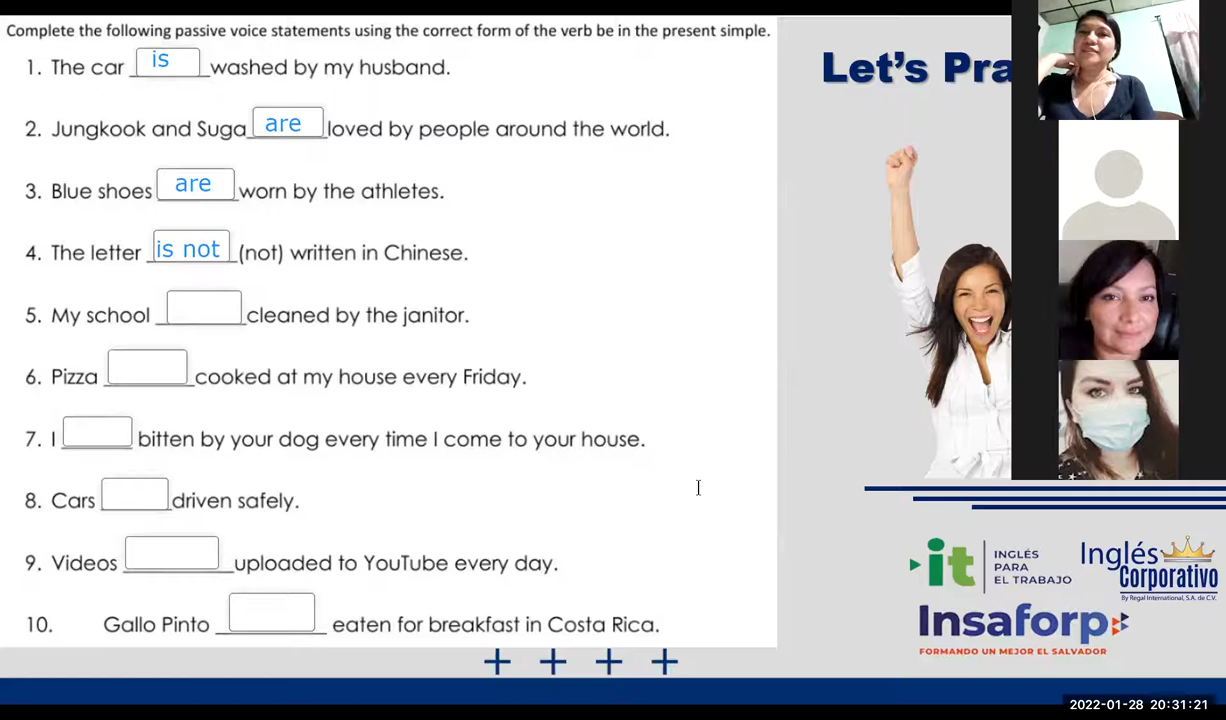 Complete the following passive voice statements using the correct form of the verb be in the present simple.
1. The car is washed by my husband.
2. Jungkook and Suga are loved by people around the world.
3. Blue shoes are worn by the athletes.
4. The letter is not (not) written in Chinese.
5. My school ______ cleaned by the janitor.
6. Pizza ______ cooked at my house every Friday.
7. I ______ bitten by your dog every time I come to your house.
8. Cars ______ driven safely.
9. Videos ______ uploaded to YouTube every day.
10. Gallo Pinto ______ eaten for breakfast in Costa Rica.
Let's Pra
it
INGLÉS
PARA
EL TRABAJO
Inglés
Corporativo
By Regal International, S.A. de C.V.
Insaforp
FORMANDO UN MEJOR EL SALVADOR
2022-01-28 20:31:21